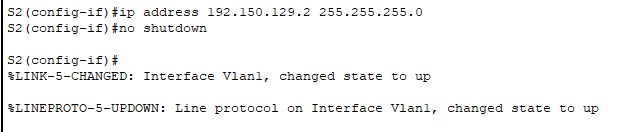 S2(config-if)#ip address 192.150.129.2 255.255.255.0
S2(config-if)#no shutdown
S2(config-if)#
%LINK-5-CHANGED: Interface Vlan1, changed state to up
%LINEPROTO-5-UPDOWN: Line protocol on Interface Vlan1, changed state to up